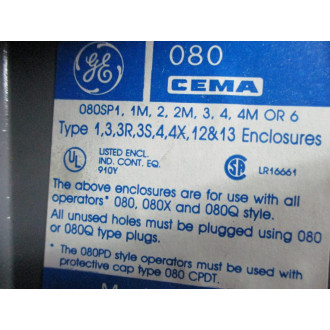 GE
080
CEMA
080SP1, 1M, 2, 2M, 3, 4, 4M OR 6
Type 1,3,3R,3S,4,4X,12&13 Enclosures
UL
LISTED ENCL.
IND. CONT. EQ.
910Y
SA
LR16661
The above enclosures are for use with all
operators* 080, 080X and 080Q style.
All unused holes must be plugged using 080
or 080Q type plugs.
* The 080PD style operators must be used with
protective cap type 080 CPDT.